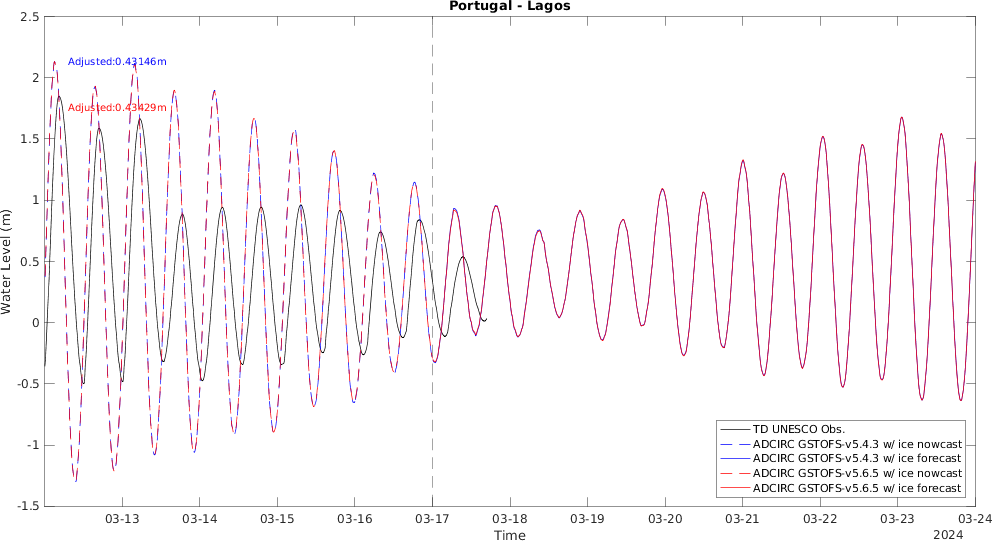 Portugal - Lagos
2.5
2
1.5
1
0.5
0
-0.5
-1
-1.5
Water Level (m)
Adjusted:0.43146m
Adjusted:0.43429m
TD UNESCO Obs.
ADCIRC GSTOFS-v5.4.3 w/ ice nowcast
ADCIRC GSTOFS-v5.4.3 w/ ice forecast
ADCIRC GSTOFS-v5.6.5 w/ ice nowcast
ADCIRC GSTOFS-v5.6.5 w/ ice forecast
03-13 03-14 03-15 03-16 03-17 03-18 03-19 03-20 03-21 03-22 03-23 03-24
Time
2024